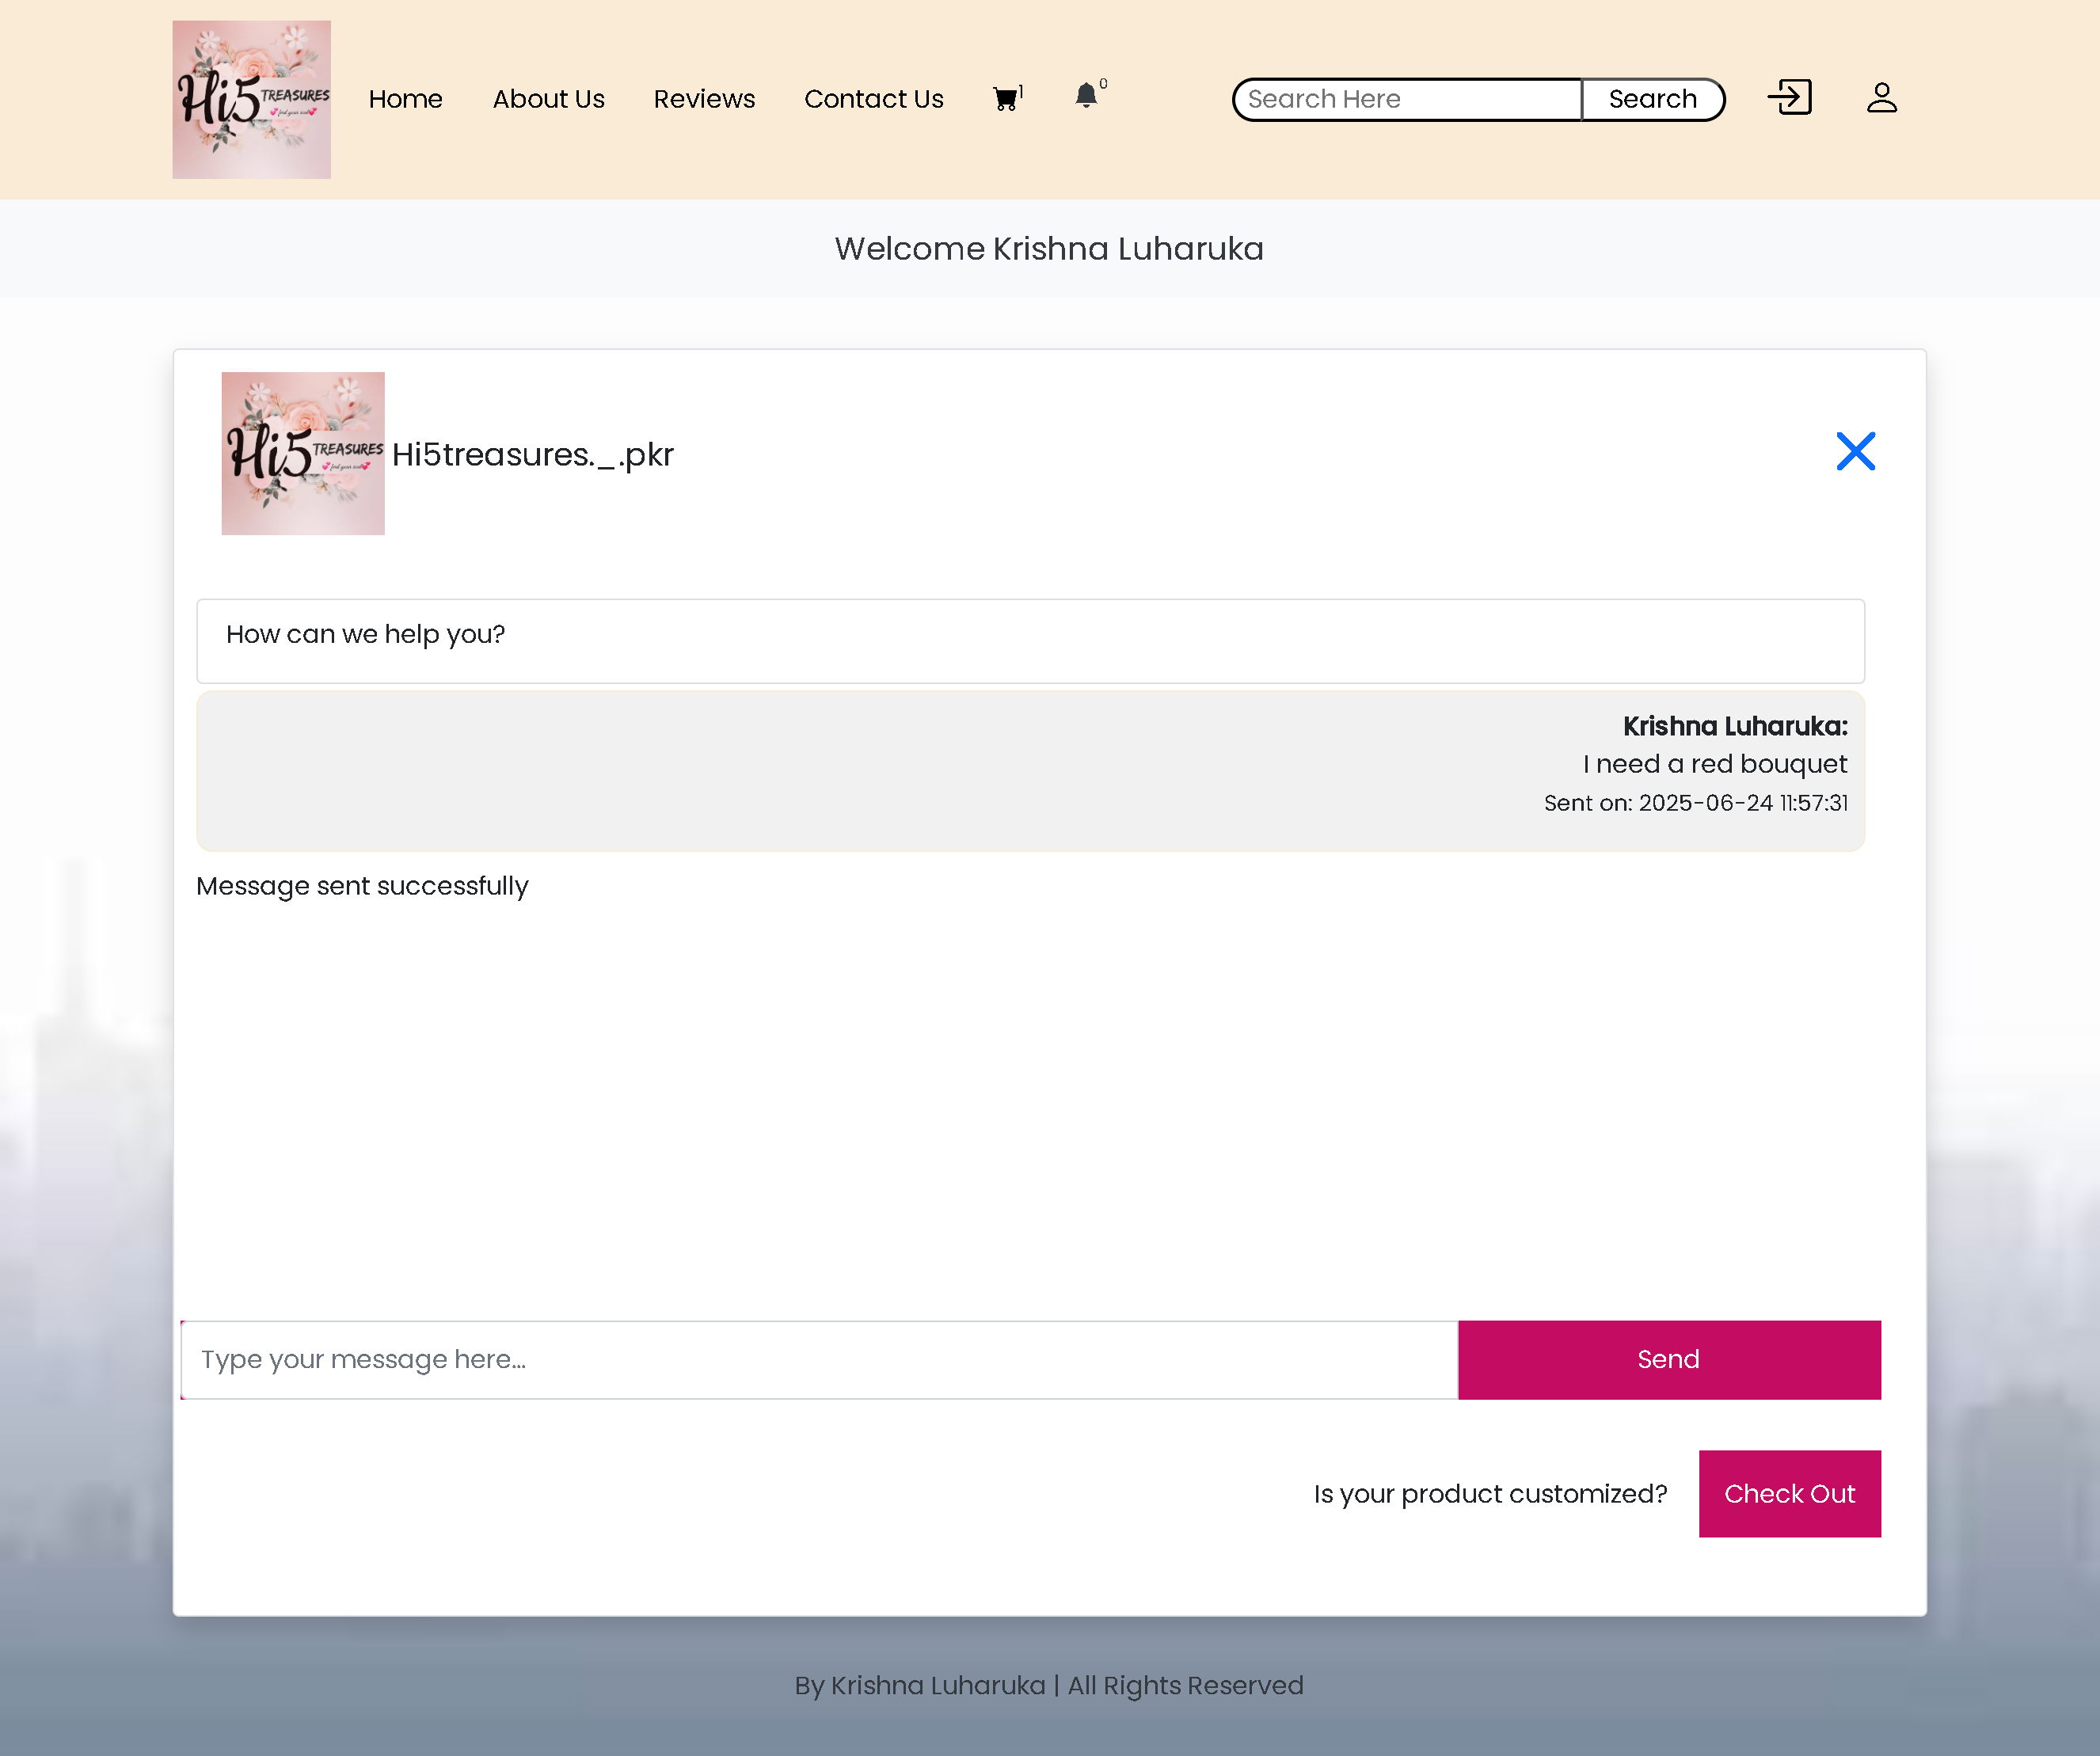 Hi5 TREASURES
feed your soul
Home
About Us
Reviews
Contact Us
1
0
Search Here
Search
Welcome Krishna Luharuka
Hi5 TREASURES
Hi5treasures._.pkr
How can we help you?
Krishna Luharuka:
I need a red bouquet
Sent on: 2025-06-24 11:57:31
Message sent successfully
Type your message here...
Send
Is your product customized?
Check Out
By Krishna Luharuka | All Rights Reserved